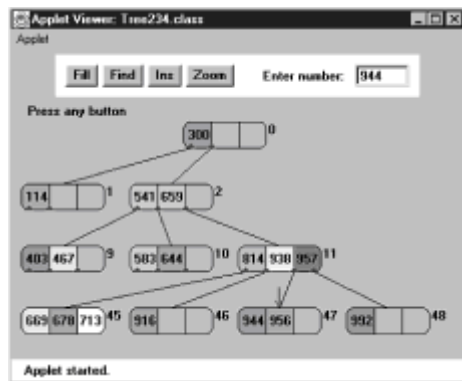 Applet Viewer: Tree234.class
Applet
Fill Find Ins Zoom Enter number: 944
Press any button
300 0
114 1 541 659 2
403 467 9 583 644 10 814 938 957 11
669 678 713 45 916 46 944 956 47 992 48
Applet started.